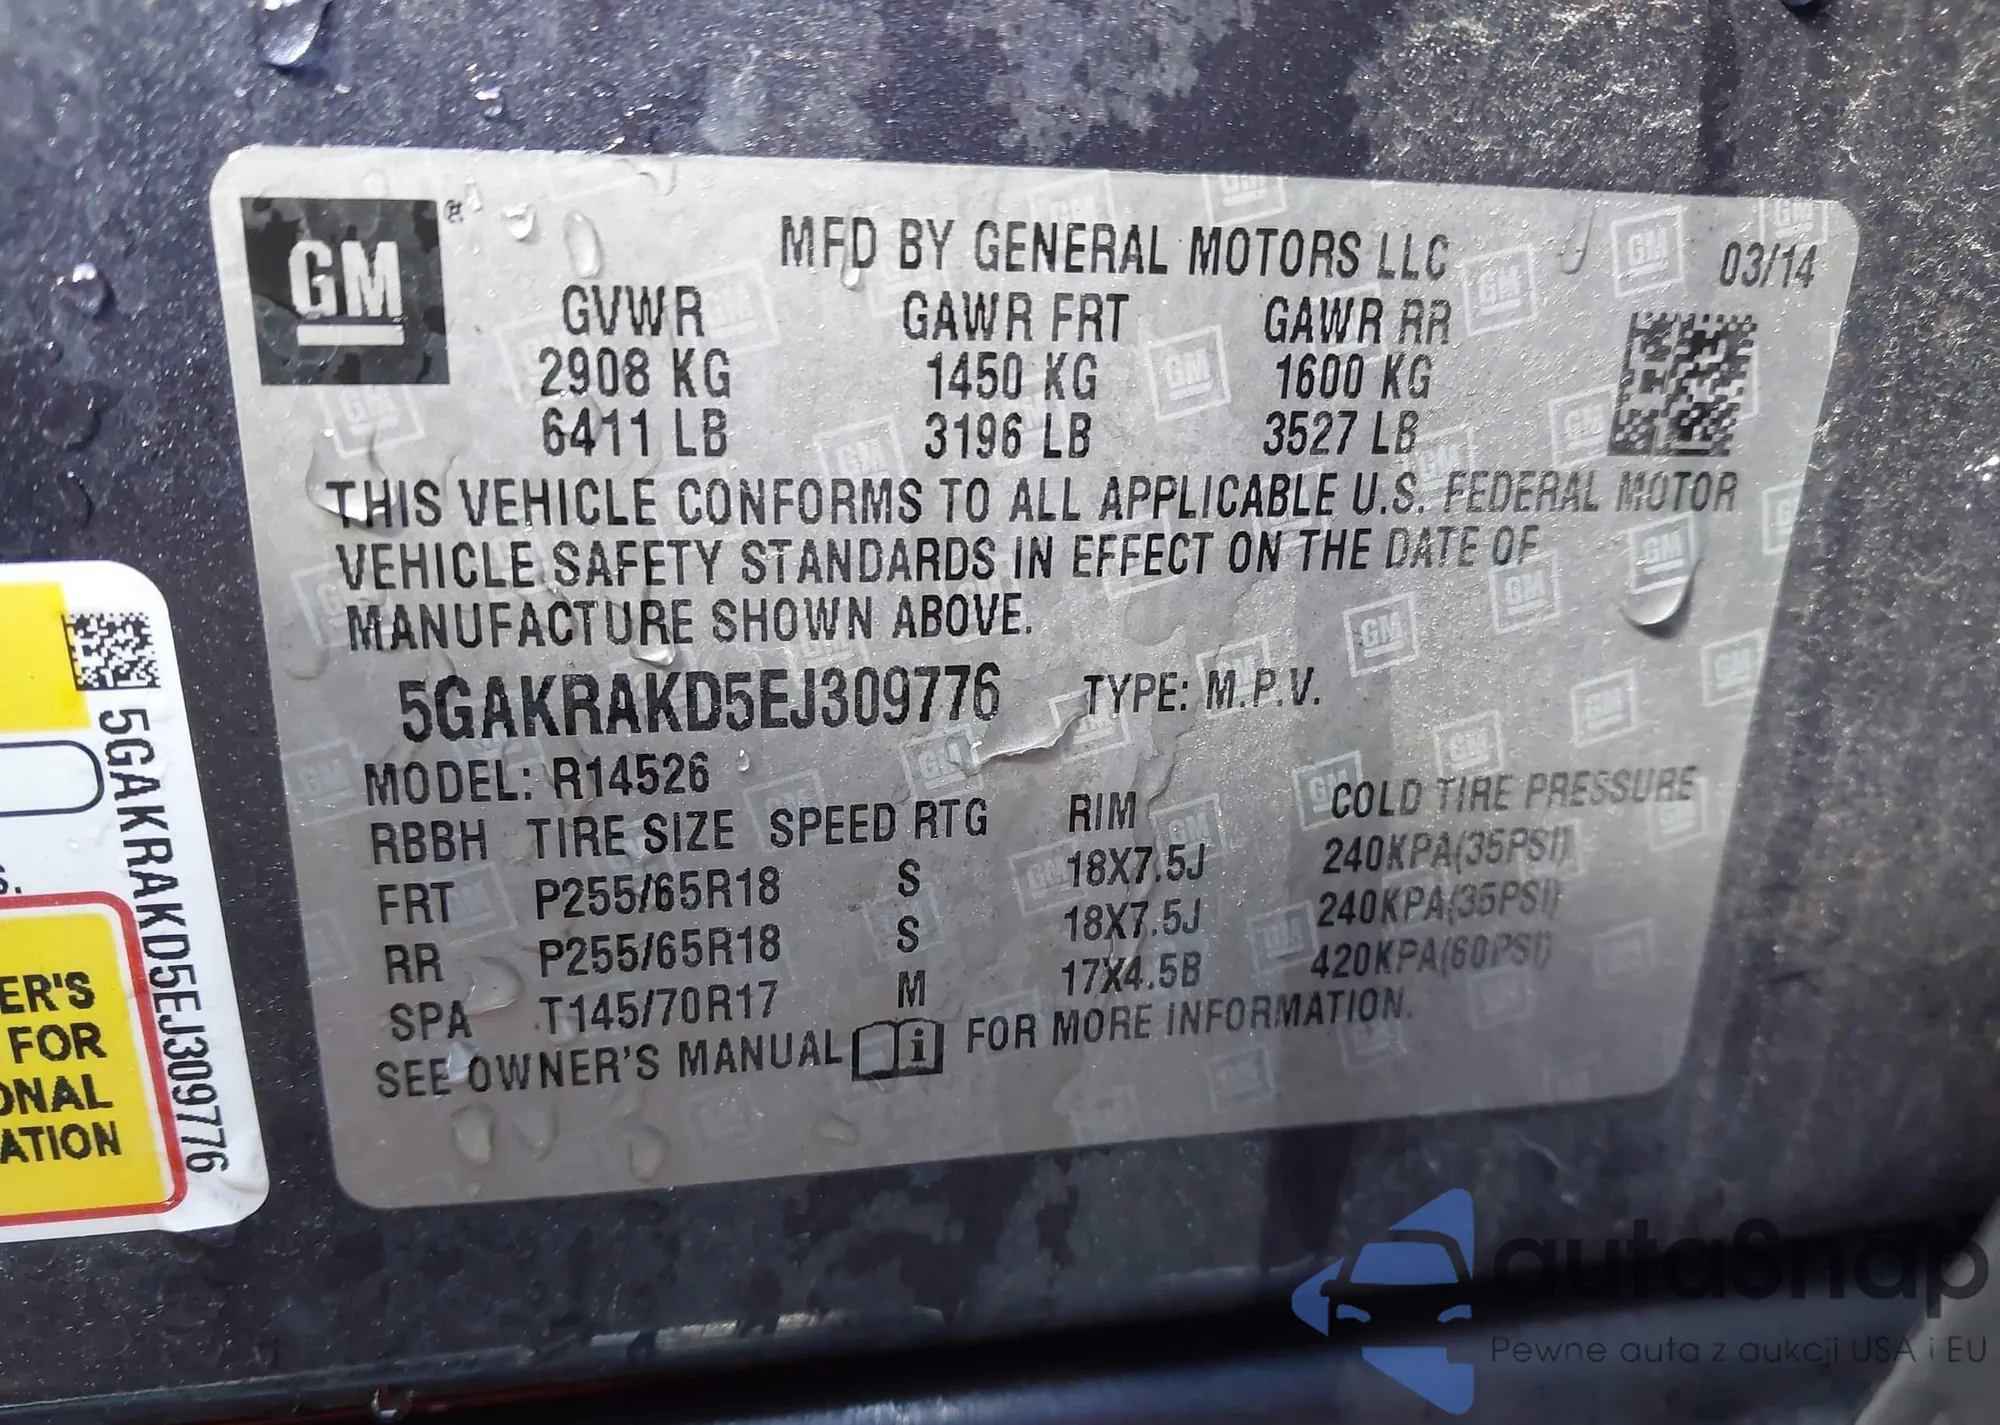 GM
MFD BY GENERAL MOTORS LLC 03/14
GVWR GAWR FRT GAWR RR
2908 KG 1450 KG 1600 KG
6411 LB 3196 LB 3527 LB
THIS VEHICLE CONFORMS TO ALL APPLICABLE U.S. FEDERAL MOTOR
VEHICLE SAFETY STANDARDS IN EFFECT ON THE DATE OF
MANUFACTURE SHOWN ABOVE.
5GAKRAKD5EJ309776 TYPE: M.P.V.
MODEL: R14526
RBBH TIRE SIZE SPEED RTG RIM COLD TIRE PRESSURE
FRT P255/65R18 S 18X7.5J 240KPA(35PSI)
RR P255/65R18 S 18X7.5J 240KPA(35PSI)
SPA T145/70R17 M 17X4.5B 420KPA(60PSI)
SEE OWNER'S MANUAL i FOR MORE INFORMATION.
5GAKRAKD5EJ309776
ER'S
FOR
ONAL
ATION
autaSnap
Pewne auta z aukcji USA i EU